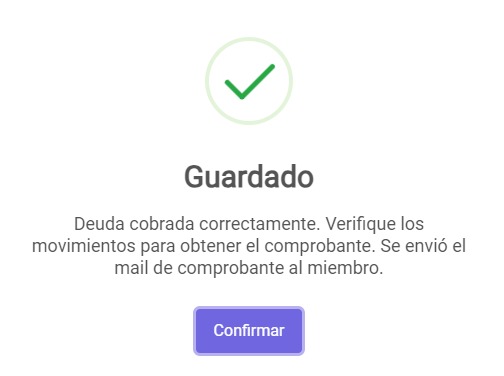 Guardado
Deuda cobrada correctamente. Verifique los
movimientos para obtener el comprobante. Se envió el
mail de comprobante al miembro.
Confirmar